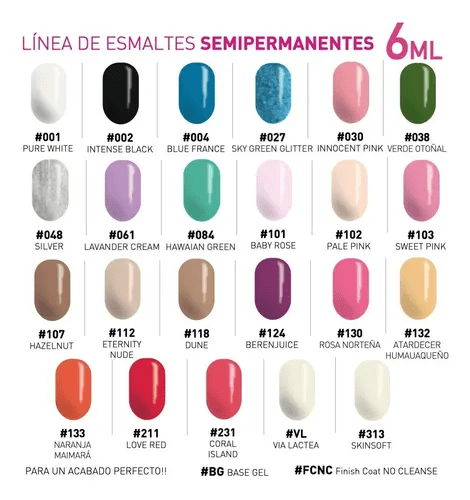 LÍNEA DE ESMALTES SEMIPERMANENTES 6ML
#001 #002 #004 #027 #030 #038
PURE WHITE INTENSE BLACK BLUE FRANCE SKY GREEN GLITTER INNOCENT PINK VERDE OTOÑAL
#048 #061 #084 #101 #102 #103
SILVER LAVANDER CREAM HAWAIAN GREEN BABY ROSE PALE PINK SWEET PINK
#107 #112 #118 #124 #130 #132
HAZELNUT ETERNITY NUDE DUNE BERENJUICE ROSA NORTEÑA ATARDECER HUMAUAQUEÑO
#133 #211 #231 #VL #313
NARANJA MAIMARÁ LOVE RED CORAL ISLAND VIA LACTEA SKINSOFT
PARA UN ACABADO PERFECTO!! #BG BASE GEL #FCNC Finish Coat NO CLEANSE